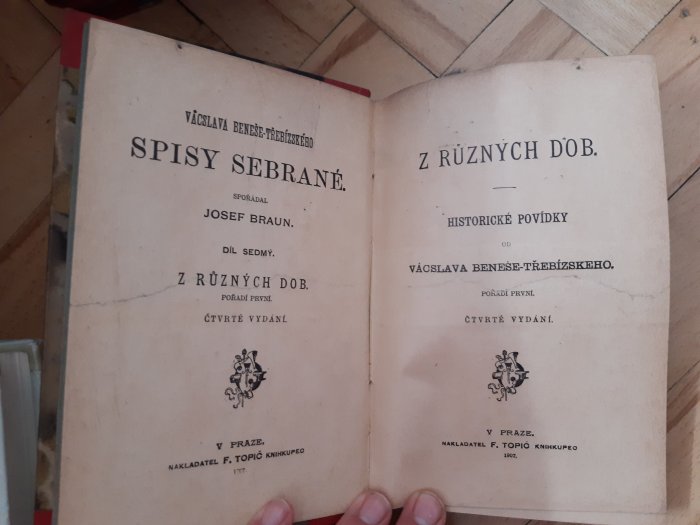 VÁCSLAVA BENEŠE-TŘEBÍZSKÉHO
SPISY SEBRANÉ.
SPOŘÁDAL
JOSEF BRAUN.
DÍL SEDMÝ.
Z RŮZNÝCH DOB.
POŘADÍ PRVNÍ.
ČTVRTÉ VYDÁNÍ.
V PRAZE.
NAKLADATEL F. TOPIČ KNIHKUPEC
Z RŮZNÝCH DOB.
HISTORICKÉ POVÍDKY
OD
VÁCSLAVA BENEŠE-TŘEBÍZSKEHO.
POŘADÍ PRVNÍ.
ČTVRTÉ VYDÁNÍ.
V PRAZE.
NAKLADATEL F. TOPIČ KNIHKUPEC
1907.